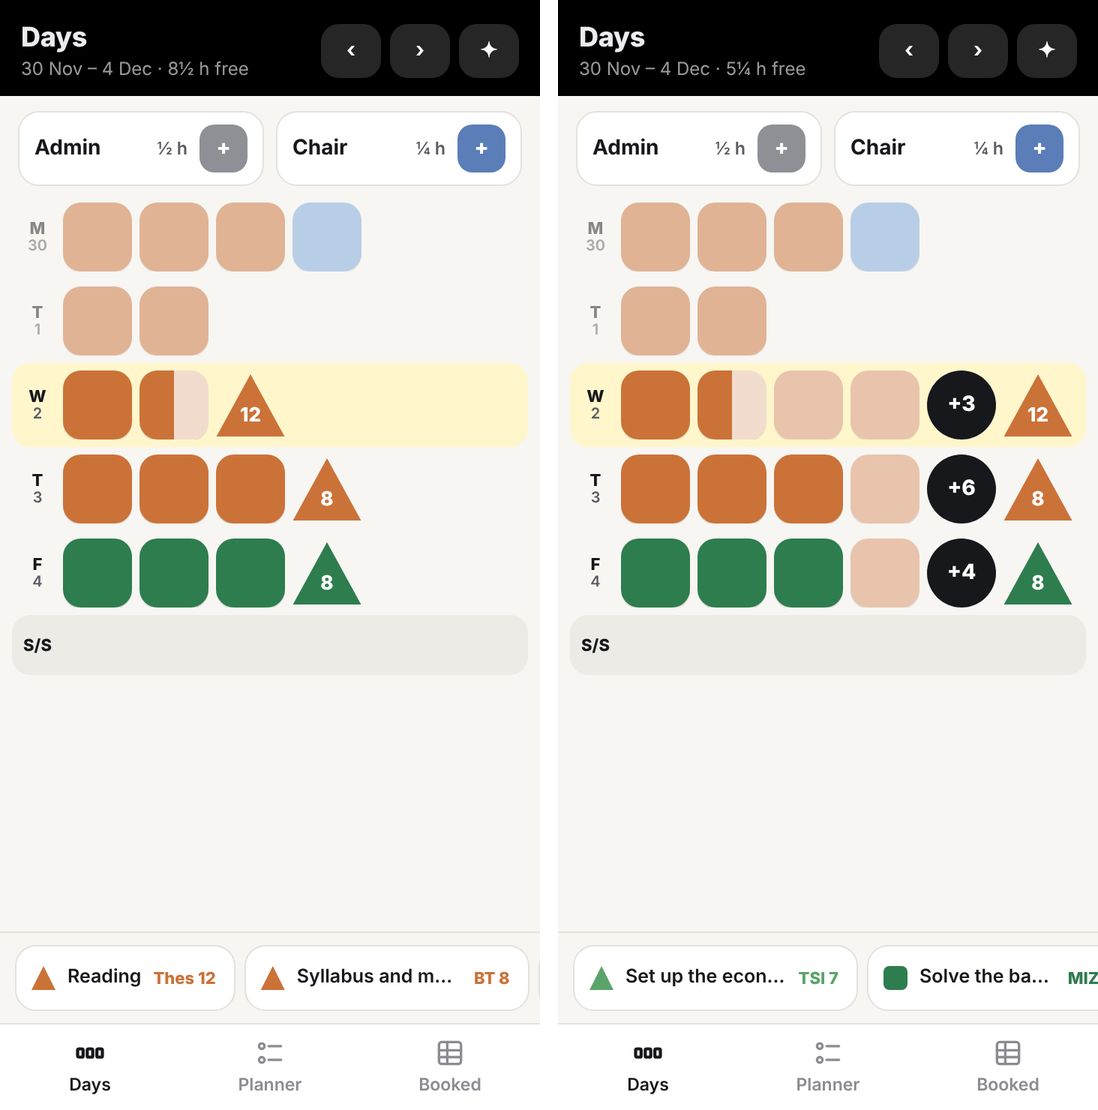 Days
30 Nov – 4 Dec · 8½ h free
‹ › ✦
Admin ½ h +
Chair ¼ h +
M
30
T
1
W
2
12
T
3
8
F
4
8
S/S
Reading Thes 12
Syllabus and m... BT 8
Days Planner Booked
Days
30 Nov – 4 Dec · 5¼ h free
‹ › ✦
Admin ½ h +
Chair ¼ h +
M
30
T
1
W
2
+3 12
T
3
+6 8
F
4
+4 8
S/S
Set up the econ... TSI 7
Solve the ba... MIZ
Days Planner Booked